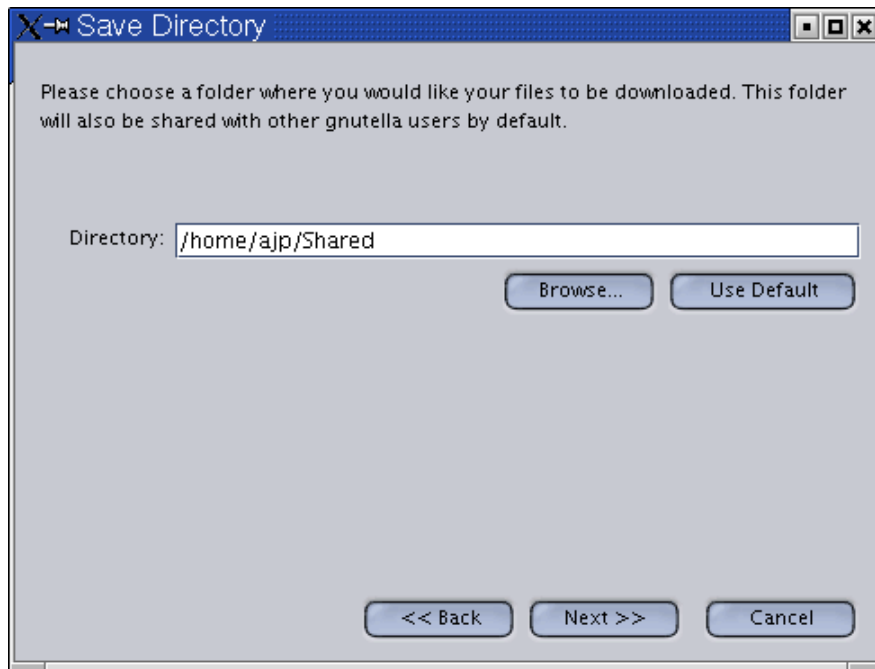 Save Directory
Please choose a folder where you would like your files to be downloaded. This folder
will also be shared with other gnutella users by default.
Directory: /home/ajp/Shared
Browse... Use Default
<< Back Next >> Cancel